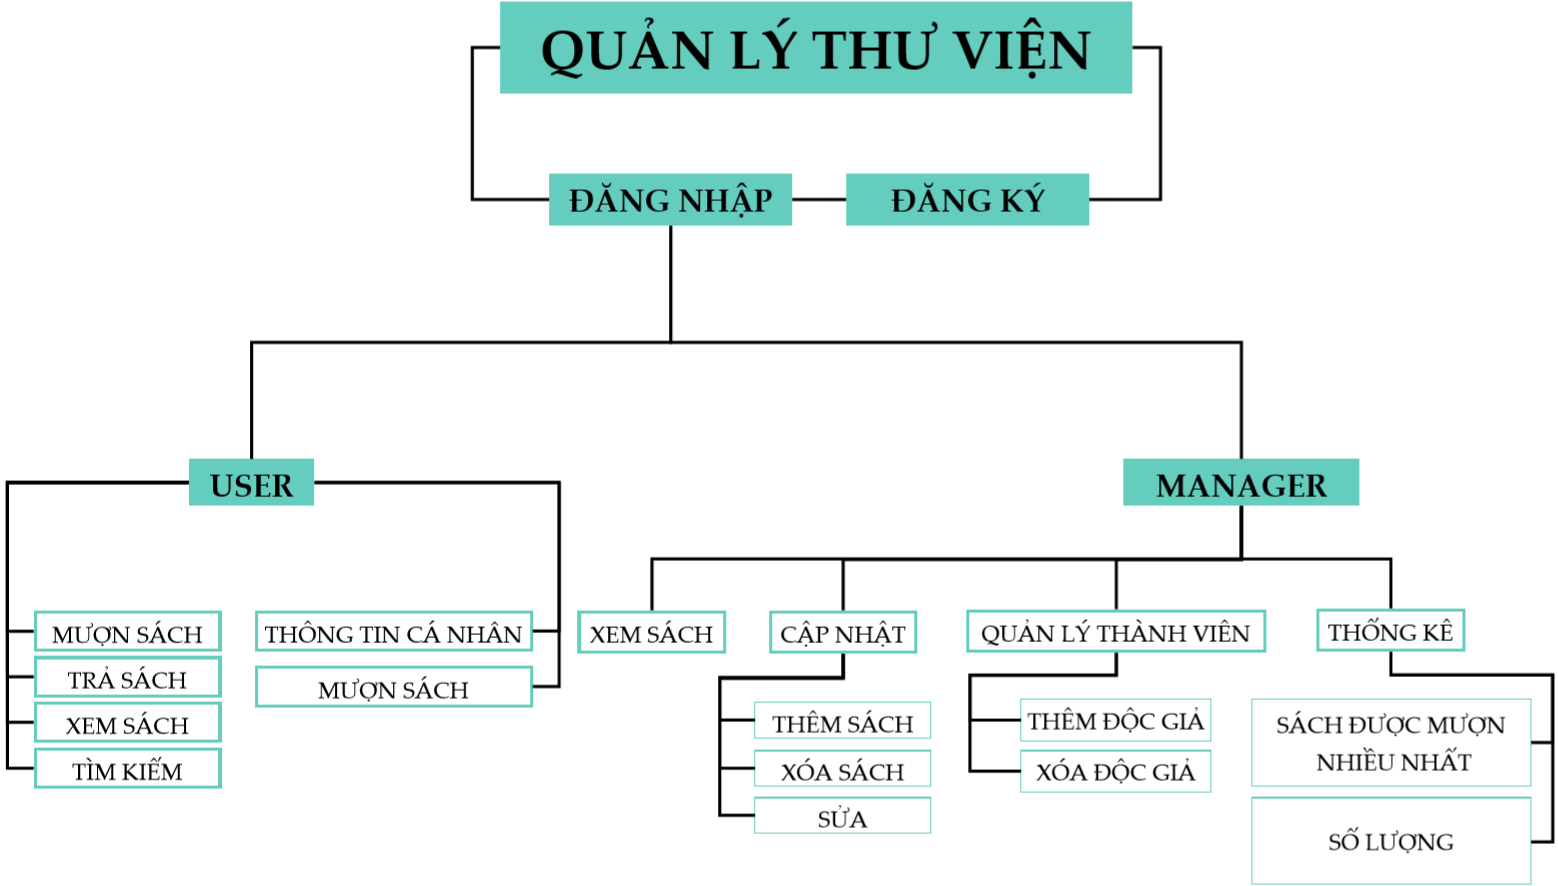 QUẢN LÝ THƯ VIỆN
ĐĂNG NHẬP
ĐĂNG KÝ
USER
MANAGER
MƯỢN SÁCH
TRẢ SÁCH
XEM SÁCH
TÌM KIẾM
THÔNG TIN CÁ NHÂN
MƯỢN SÁCH
XEM SÁCH
CẬP NHẬT
THÊM SÁCH
XÓA SÁCH
SỬA
QUẢN LÝ THÀNH VIÊN
THÊM ĐỘC GIẢ
XÓA ĐỘC GIẢ
THỐNG KÊ
SÁCH ĐƯỢC MƯỢN
NHIỀU NHẤT
SỐ LƯỢNG